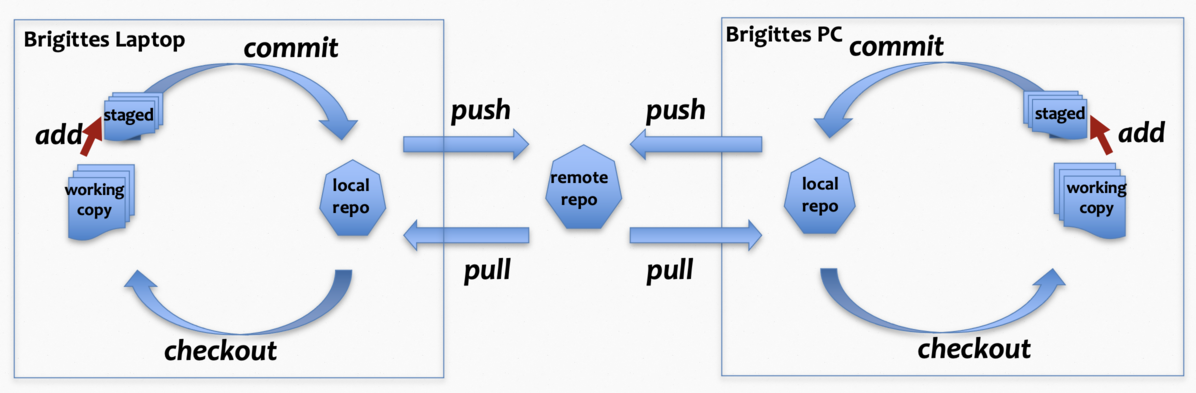 Brigittes Laptop
commit
staged
add
working
copy
local
repo
checkout
push
pull
remote
repo
push
pull
Brigittes PC
commit
staged
add
local
repo
working
copy
checkout